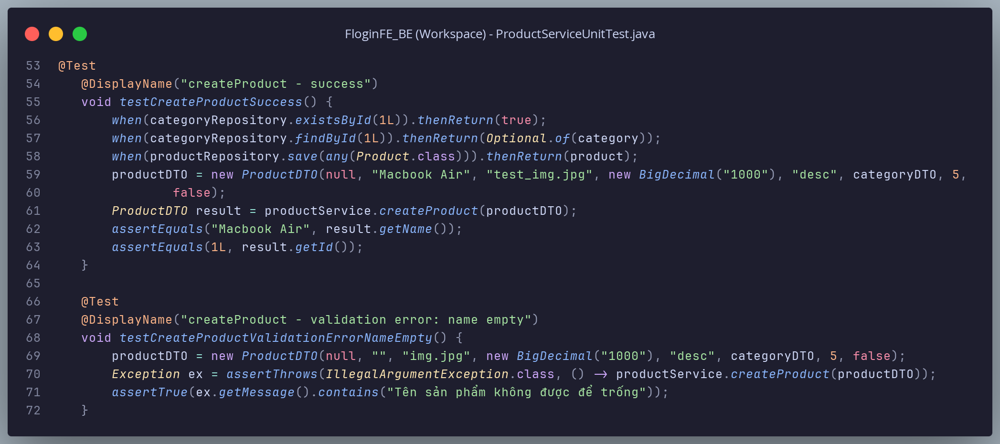 FloginFE_BE (Workspace) - ProductServiceUnitTest.java
53 @Test
54 @DisplayName("createProduct - success")
55 void testCreateProductSuccess() {
56 when(categoryRepository.existsById(1L)).thenReturn(true);
57 when(categoryRepository.findById(1L)).thenReturn(Optional.of(category));
58 when(productRepository.save(any(Product.class))).thenReturn(product);
59 productDTO = new ProductDTO(null, "Macbook Air", "test_img.jpg", new BigDecimal("1000"), "desc", categoryDTO, 5,
60 false);
61 ProductDTO result = productService.createProduct(productDTO);
62 assertEquals("Macbook Air", result.getName());
63 assertEquals(1L, result.getId());
64 }
65
66 @Test
67 @DisplayName("createProduct - validation error: name empty")
68 void testCreateProductValidationErrorNameEmpty() {
69 productDTO = new ProductDTO(null, "", "img.jpg", new BigDecimal("1000"), "desc", categoryDTO, 5, false);
70 Exception ex = assertThrows(IllegalArgumentException.class, () -> productService.createProduct(productDTO));
71 assertTrue(ex.getMessage().contains("Tên sản phẩm không được để trống"));
72 }